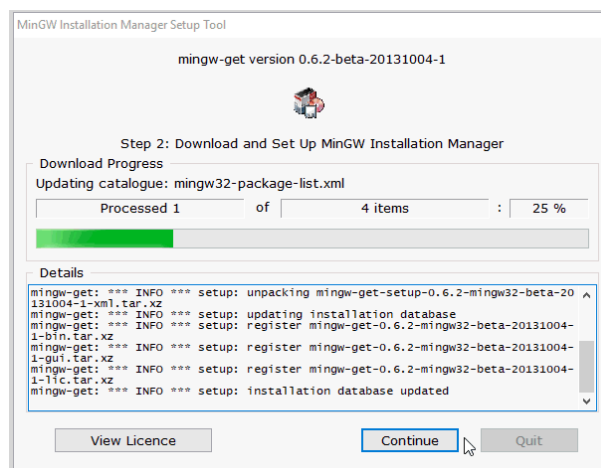 MinGW Installation Manager Setup Tool
mingw-get version 0.6.2-beta-20131004-1
Step 2: Download and Set Up MinGW Installation Manager
Download Progress
Updating catalogue: mingw32-package-list.xml
Processed 1 of 4 items : 25 %
Details
mingw-get: *** INFO *** setup: unpacking mingw-get-setup-0.6.2-mingw32-beta-20
131004-1-xml.tar.xz
mingw-get: *** INFO *** setup: updating installation database
mingw-get: *** INFO *** setup: register mingw-get-0.6.2-mingw32-beta-20131004-
1-bin.tar.xz
mingw-get: *** INFO *** setup: register mingw-get-0.6.2-mingw32-beta-20131004-
1-gui.tar.xz
mingw-get: *** INFO *** setup: register mingw-get-0.6.2-mingw32-beta-20131004-
1-lic.tar.xz
mingw-get: *** INFO *** setup: installation database updated
View Licence Continue Quit